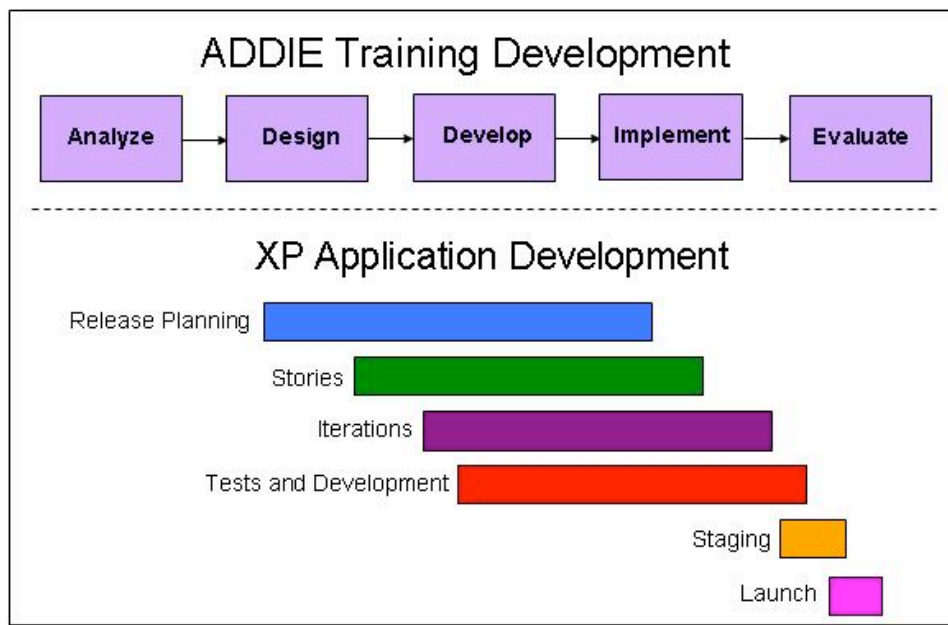 ADDIE Training Development
Analyze
Design
Develop
Implement
Evaluate
XP Application Development
Release Planning
Stories
Iterations
Tests and Development
Staging
Launch